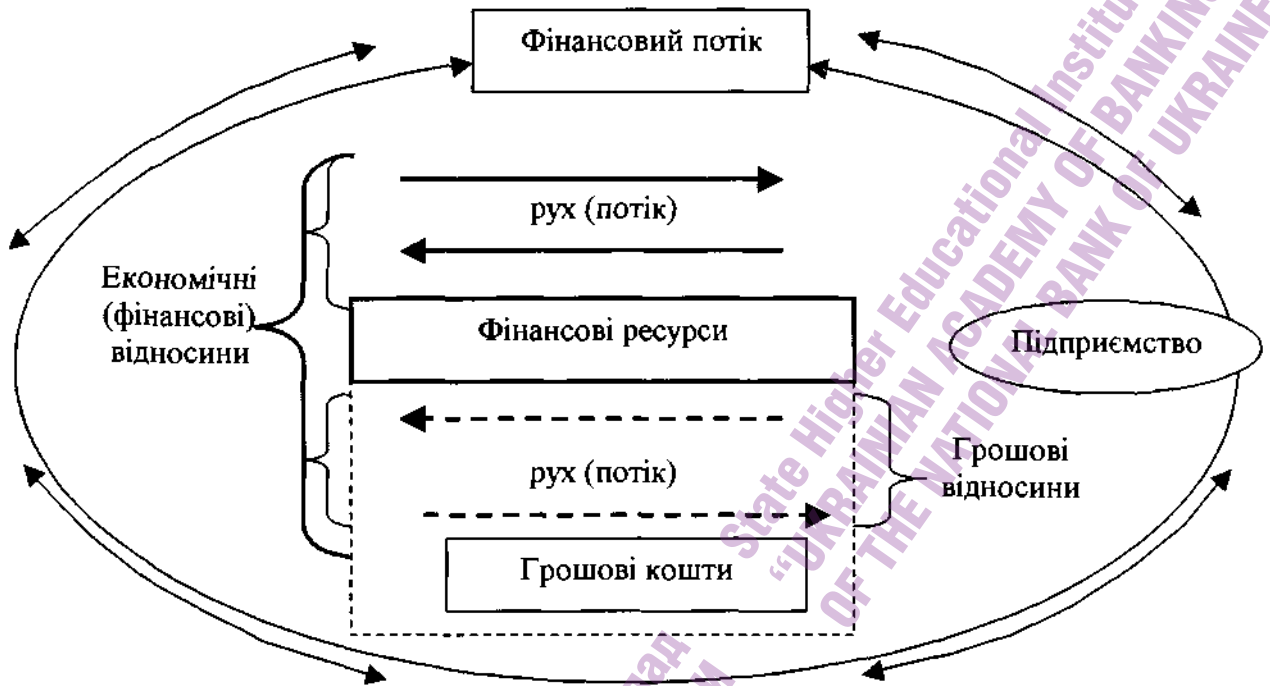 Фінансовий потік
рух (потік)
Економічні
(фінансові)
відносини
Фінансові ресурси
Підприємство
рух (потік)
Грошові
відносини
Грошові кошти
State Higher Educational
"UKRAINIAN ACADEMY OF BANKING
OF THE NATIONAL BANK OF UKRAINE